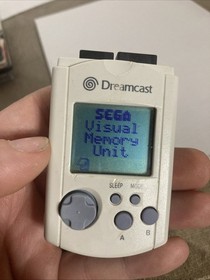 Dreamcast
SEGA
Visual
Memory
Unit
SLEEP MODE
A B